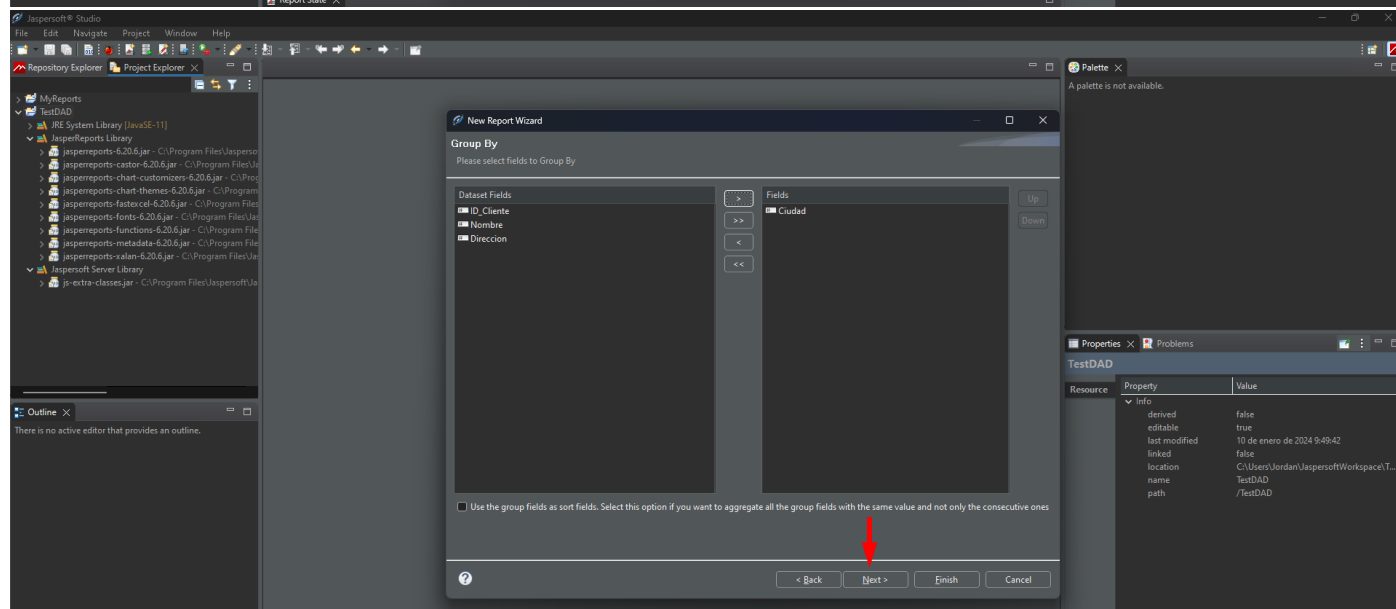 Report State
Jaspersoft® Studio
File Edit Navigate Project Window Help
Repository Explorer Project Explorer
MyReports
TestDAD
JRE System Library [JavaSE-11]
JasperReports Library
jasperreports-6.20.6.jar - C:\Program Files\Jasperso
jasperreports-castor-6.20.6.jar - C:\Program Files\Ja
jasperreports-chart-customizers-6.20.6.jar - C:\Prog
jasperreports-chart-themes-6.20.6.jar - C:\Program
jasperreports-fastexcel-6.20.6.jar - C:\Program Files
jasperreports-fonts-6.20.6.jar - C:\Program Files\Jas
jasperreports-functions-6.20.6.jar - C:\Program File
jasperreports-metadata-6.20.6.jar - C:\Program File
jasperreports-xalan-6.20.6.jar - C:\Program Files\Ja
Jaspersoft Server Library
js-extra-classes.jar - C:\Program Files\Jaspersoft\Ja
Outline
There is no active editor that provides an outline.
New Report Wizard
Group By
Please select fields to Group By
Dataset Fields
ID_Cliente
Nombre
Direccion
>
>>
<
<<
Fields
Ciudad
Up
Down
Use the group fields as sort fields. Select this option if you want to aggregate all the group fields with the same value and not only the consecutive ones
< Back Next > Finish Cancel
Palette
A palette is not available.
Properties Problems
TestDAD
Resource
Property Value
Info
derived false
editable true
last modified 10 de enero de 2024 9:49:42
linked false
location C:\Users\Jordan\JaspersoftWorkspace\T...
name TestDAD
path /TestDAD